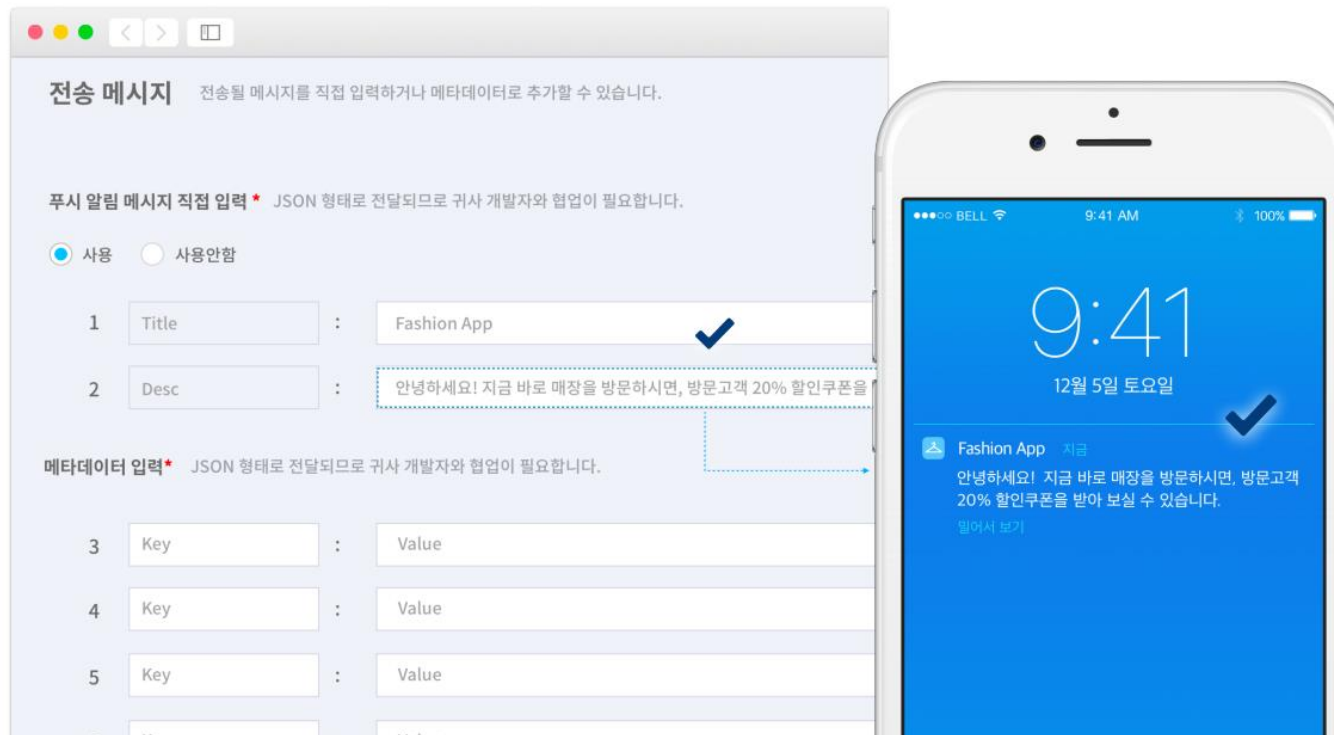 전송 메시지 전송될 메시지를 직접 입력하거나 메타데이터로 추가할 수 있습니다.
푸시 알림 메시지 직접 입력 * JSON 형태로 전달되므로 귀사 개발자와 협업이 필요합니다.
사용 사용안함
1 Title : Fashion App
2 Desc : 안녕하세요! 지금 바로 매장을 방문하시면, 방문고객 20% 할인쿠폰을
메타데이터 입력* JSON 형태로 전달되므로 귀사 개발자와 협업이 필요합니다.
3 Key : Value
4 Key : Value
5 Key : Value
BELL 9:41 AM 100%
9:41
12월 5일 토요일
Fashion App 지금
안녕하세요! 지금 바로 매장을 방문하시면, 방문고객
20% 할인쿠폰을 받아 보실 수 있습니다.
밀어서 보기